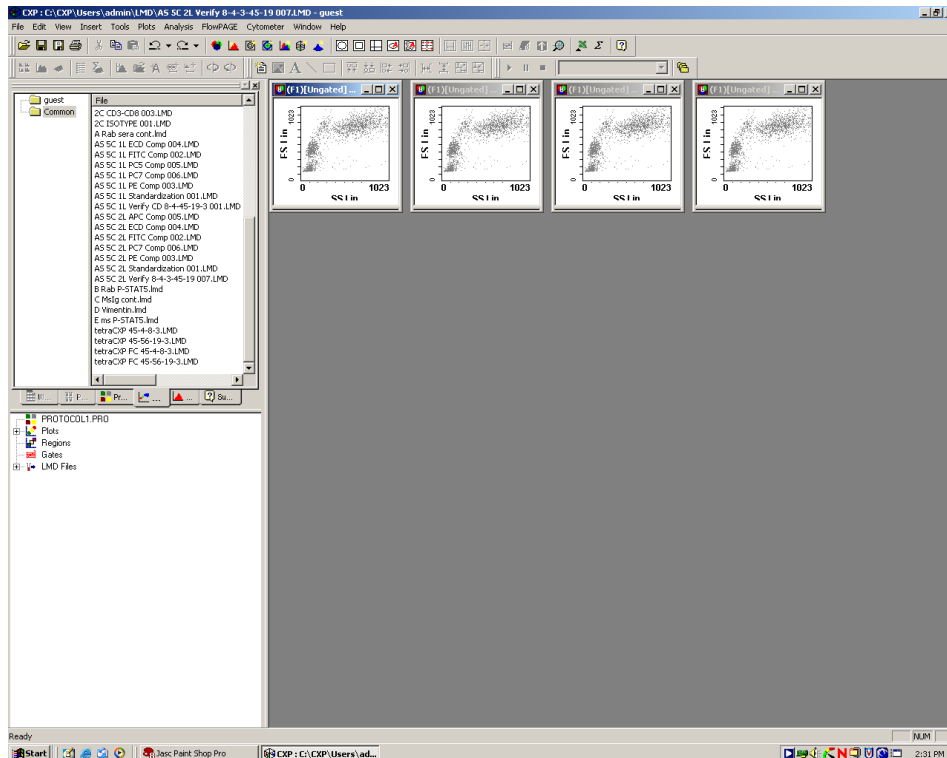 CXP : C:\CXP\Users\admin\LMD\AS 5C 2L Verify 8-4-3-45-19 007.LMD - guest
File Edit View Insert Tools Plots Analysis FlowPAGE Cytometer Window Help
guest
Common
File
2C CD3-CD8 003.LMD
2C ISOTYPE 001.LMD
A Rab sera cont.lmd
AS 5C 1L ECD Comp 004.LMD
AS 5C 1L FITC Comp 002.LMD
AS 5C 1L PC5 Comp 005.LMD
AS 5C 1L PC7 Comp 006.LMD
AS 5C 1L PE Comp 003.LMD
AS 5C 1L Standardization 001.LMD
AS 5C 1L Verify CD 8-4-45-19-3 001.LMD
AS 5C 2L APC Comp 005.LMD
AS 5C 2L ECD Comp 004.LMD
AS 5C 2L FITC Comp 002.LMD
AS 5C 2L PC7 Comp 006.LMD
AS 5C 2L PE Comp 003.LMD
AS 5C 2L Standardization 001.LMD
AS 5C 2L Verify 8-4-3-45-19 007.LMD
B Rab P-STAT5.lmd
C MsIg cont.lmd
D Vimentin.lmd
E ms P-STAT5.lmd
tetraCXP 45-4-8-3.LMD
tetraCXP 45-56-19-3.LMD
tetraCXP FC 45-4-8-3.LMD
tetraCXP FC 45-56-19-3.LMD
P... Pr... ... ... Su...
PROTOCOL1.PRO
Plots
Regions
Gates
LMD Files
(F1)[Ungated] ...
FS Lin
1023
0
0 1023
SS Lin
(F1)[Ungated] ...
FS Lin
1023
0
0 1023
SS Lin
(F1)[Ungated] ...
FS Lin
1023
0
0 1023
SS Lin
(F1)[Ungated] ...
FS Lin
1023
0
0 1023
SS Lin
Ready
NUM
Start
Jasc Paint Shop Pro
CXP : C:\CXP\Users\ad...
2:31 PM